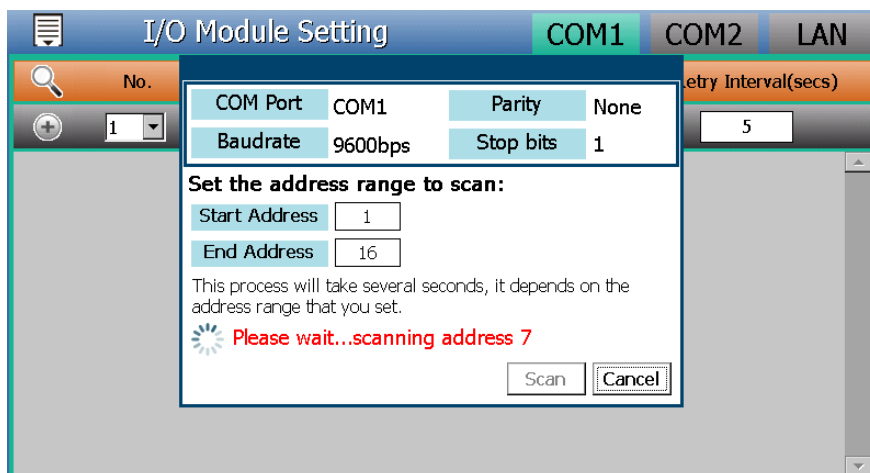 I/O Module Setting COM1 COM2 LAN
No. etry Interval(secs)
1 5
COM Port COM1 Parity None
Baudrate 9600bps Stop bits 1
Set the address range to scan:
Start Address 1
End Address 16
This process will take several seconds, it depends on the
address range that you set.
Please wait...scanning address 7
Scan Cancel